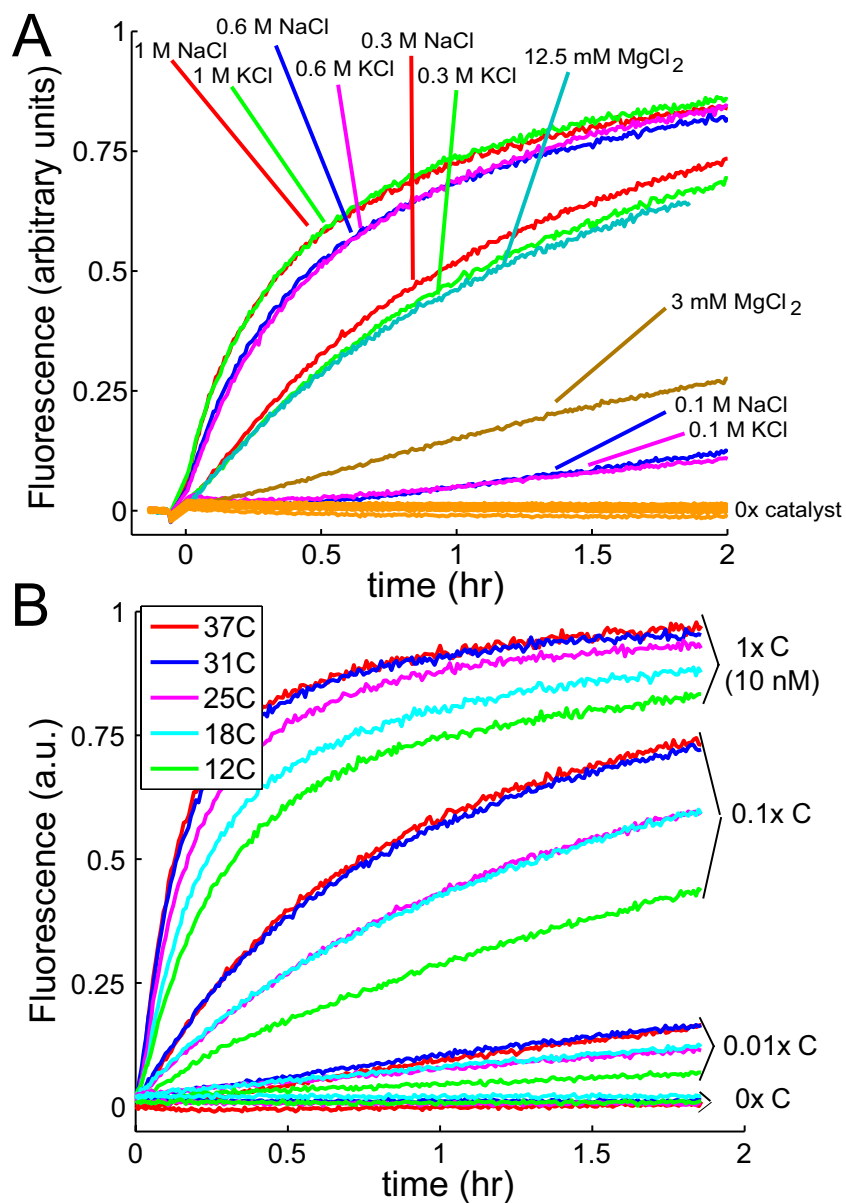 A
Fluorescence (arbitrary units)
1
0.75
0.5
0.25
0
1 M NaCl
1 M KCl
0.6 M NaCl
0.6 M KCl
0.3 M NaCl
0.3 M KCl
12.5 mM MgCl2
3 mM MgCl2
0.1 M NaCl
0.1 M KCl
0x catalyst
0 0.5 1 1.5 2
time (hr)
B
Fluorescence (a.u.)
1
0.75
0.5
0.25
0
37C
31C
25C
18C
12C
1x C
(10 nM)
0.1x C
0.01x C
0x C
0 0.5 1 1.5 2
time (hr)